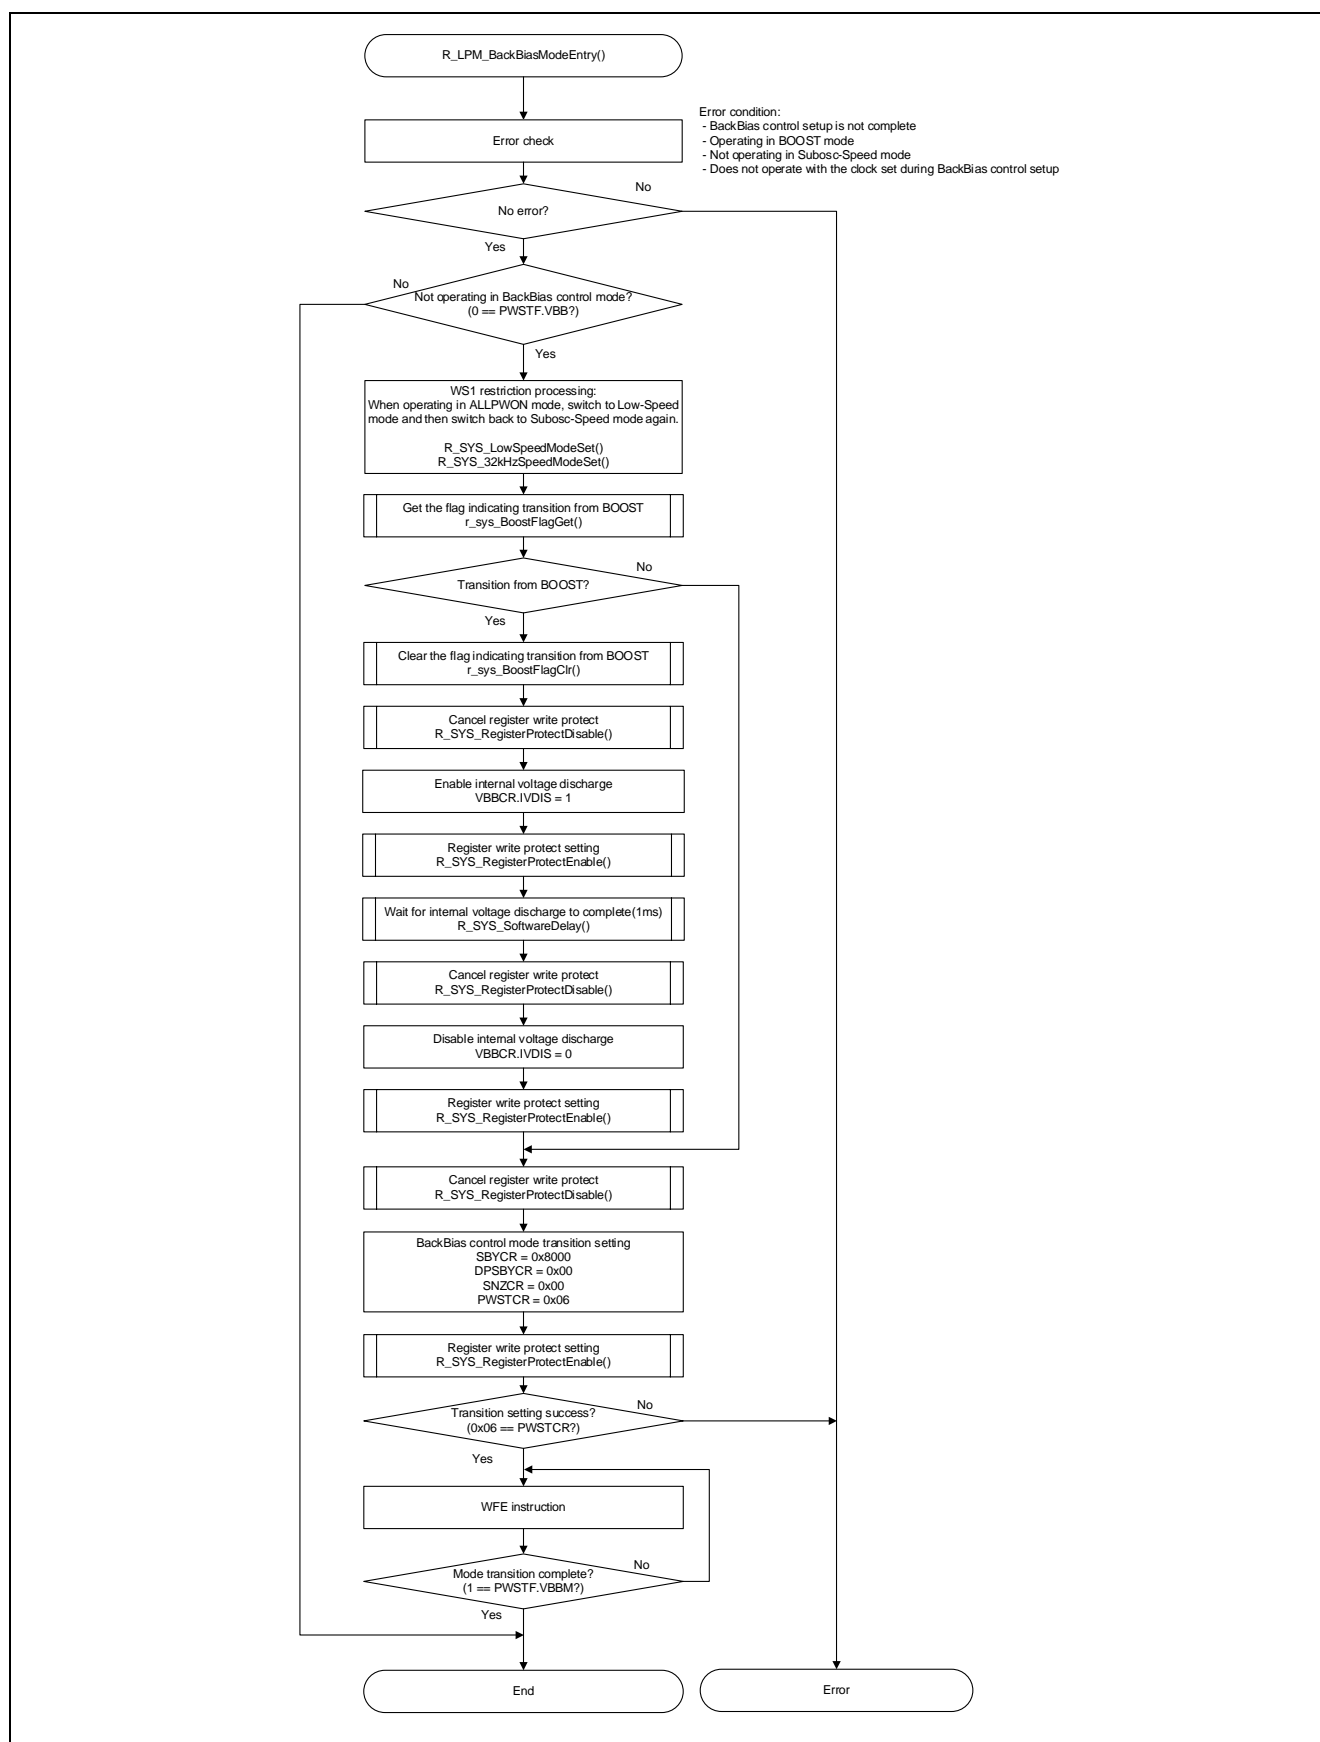 R_LPM_BackBiasModeEntry()
Error condition:
- BackBias control setup is not complete
- Operating in BOOST mode
- Not operating in Subosc-Speed mode
- Does not operate with the clock set during BackBias control setup
Error check
No
No error?
Yes
No
Not operating in BackBias control mode?
(0 == PWSTF.VBB?)
Yes
WS1 restriction processing:
When operating in ALLPWON mode, switch to Low-Speed
mode and then switch back to Subosc-Speed mode again.
R_SYS_LowSpeedModeSet()
R_SYS_32kHzSpeedModeSet()
Get the flag indicating transition from BOOST
r_sys_BoostFlagGet()
No
Transition from BOOST?
Yes
Clear the flag indicating transition from BOOST
r_sys_BoostFlagClr()
Cancel register write protect
R_SYS_RegisterProtectDisable()
Enable internal voltage discharge
VBBCR.IVDIS = 1
Register write protect setting
R_SYS_RegisterProtectEnable()
Wait for internal voltage discharge to complete(1ms)
R_SYS_SoftwareDelay()
Cancel register write protect
R_SYS_RegisterProtectDisable()
Disable internal voltage discharge
VBBCR.IVDIS = 0
Register write protect setting
R_SYS_RegisterProtectEnable()
Cancel register write protect
R_SYS_RegisterProtectDisable()
BackBias control mode transition setting
SBYCR = 0x8000
DPSBYCR = 0x00
SNZCR = 0x00
PWSTCR = 0x06
Register write protect setting
R_SYS_RegisterProtectEnable()
No
Transition setting success?
(0x06 == PWSTCR?)
Yes
WFE instruction
No
Mode transition complete?
(1 == PWSTF.VBBM?)
Yes
End
Error